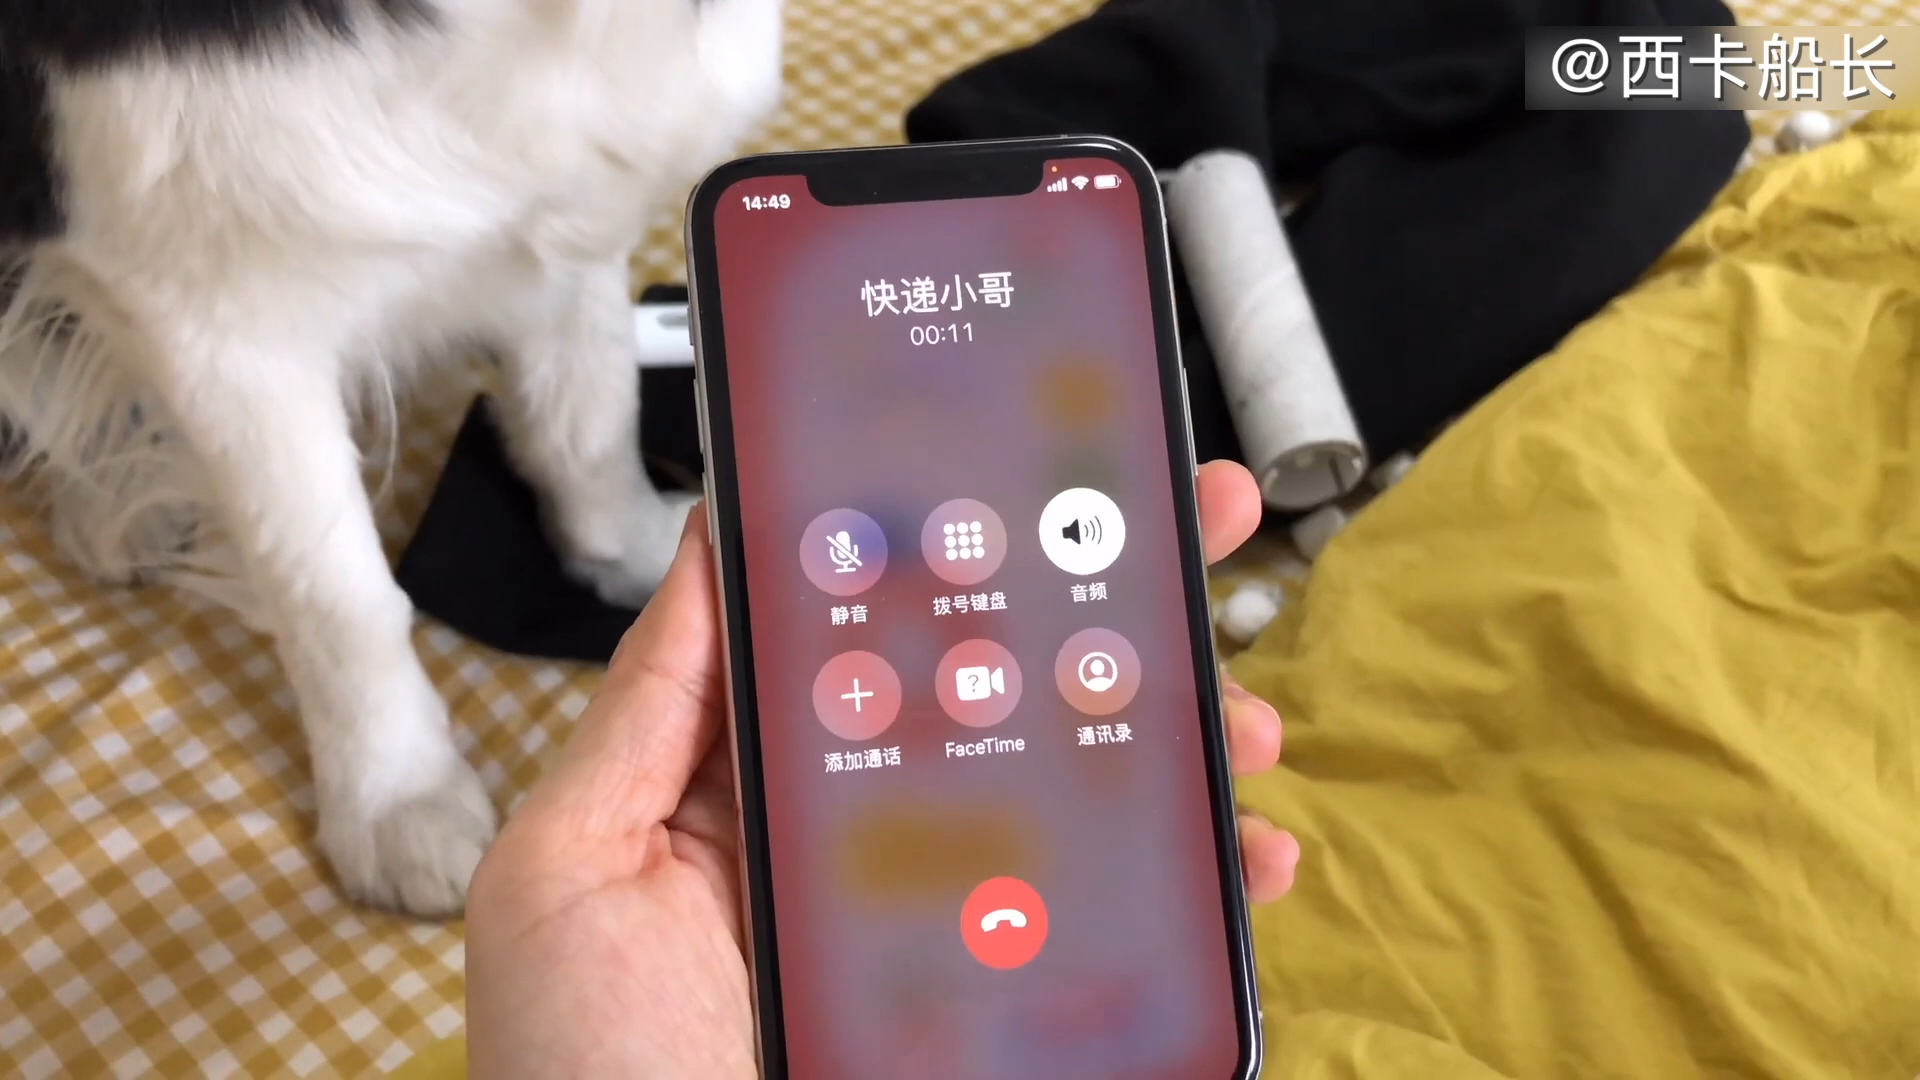 @西卡船长
14:49
快递小哥
00:11
静音
拨号键盘
音频
添加通话
FaceTime
通讯录